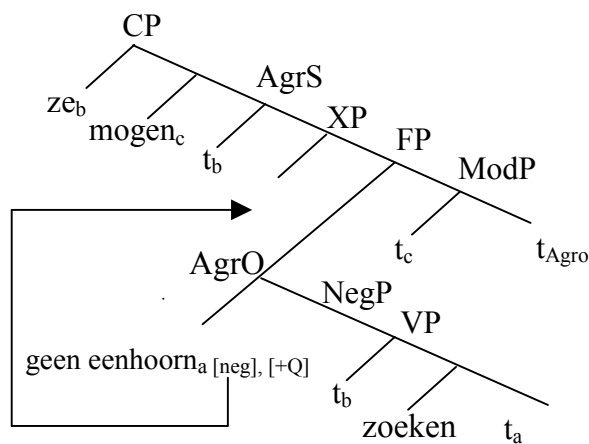 CP
AgrS
ze_b
XP
mogen_c
FP
t_b
ModP
AgrO
t_c
t_Agro
NegP
VP
geen eenhoorn_a [neg], [+Q]
t_b
zoeken
t_a